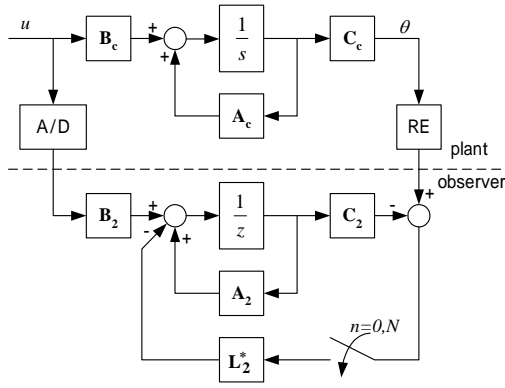 u
B_c
+
+
1/s
C_c
θ
A_c
A/D
RE
plant
observer
B_2
+
-
+
1/z
C_2
-
+
A_2
n=0,N
L_2^*